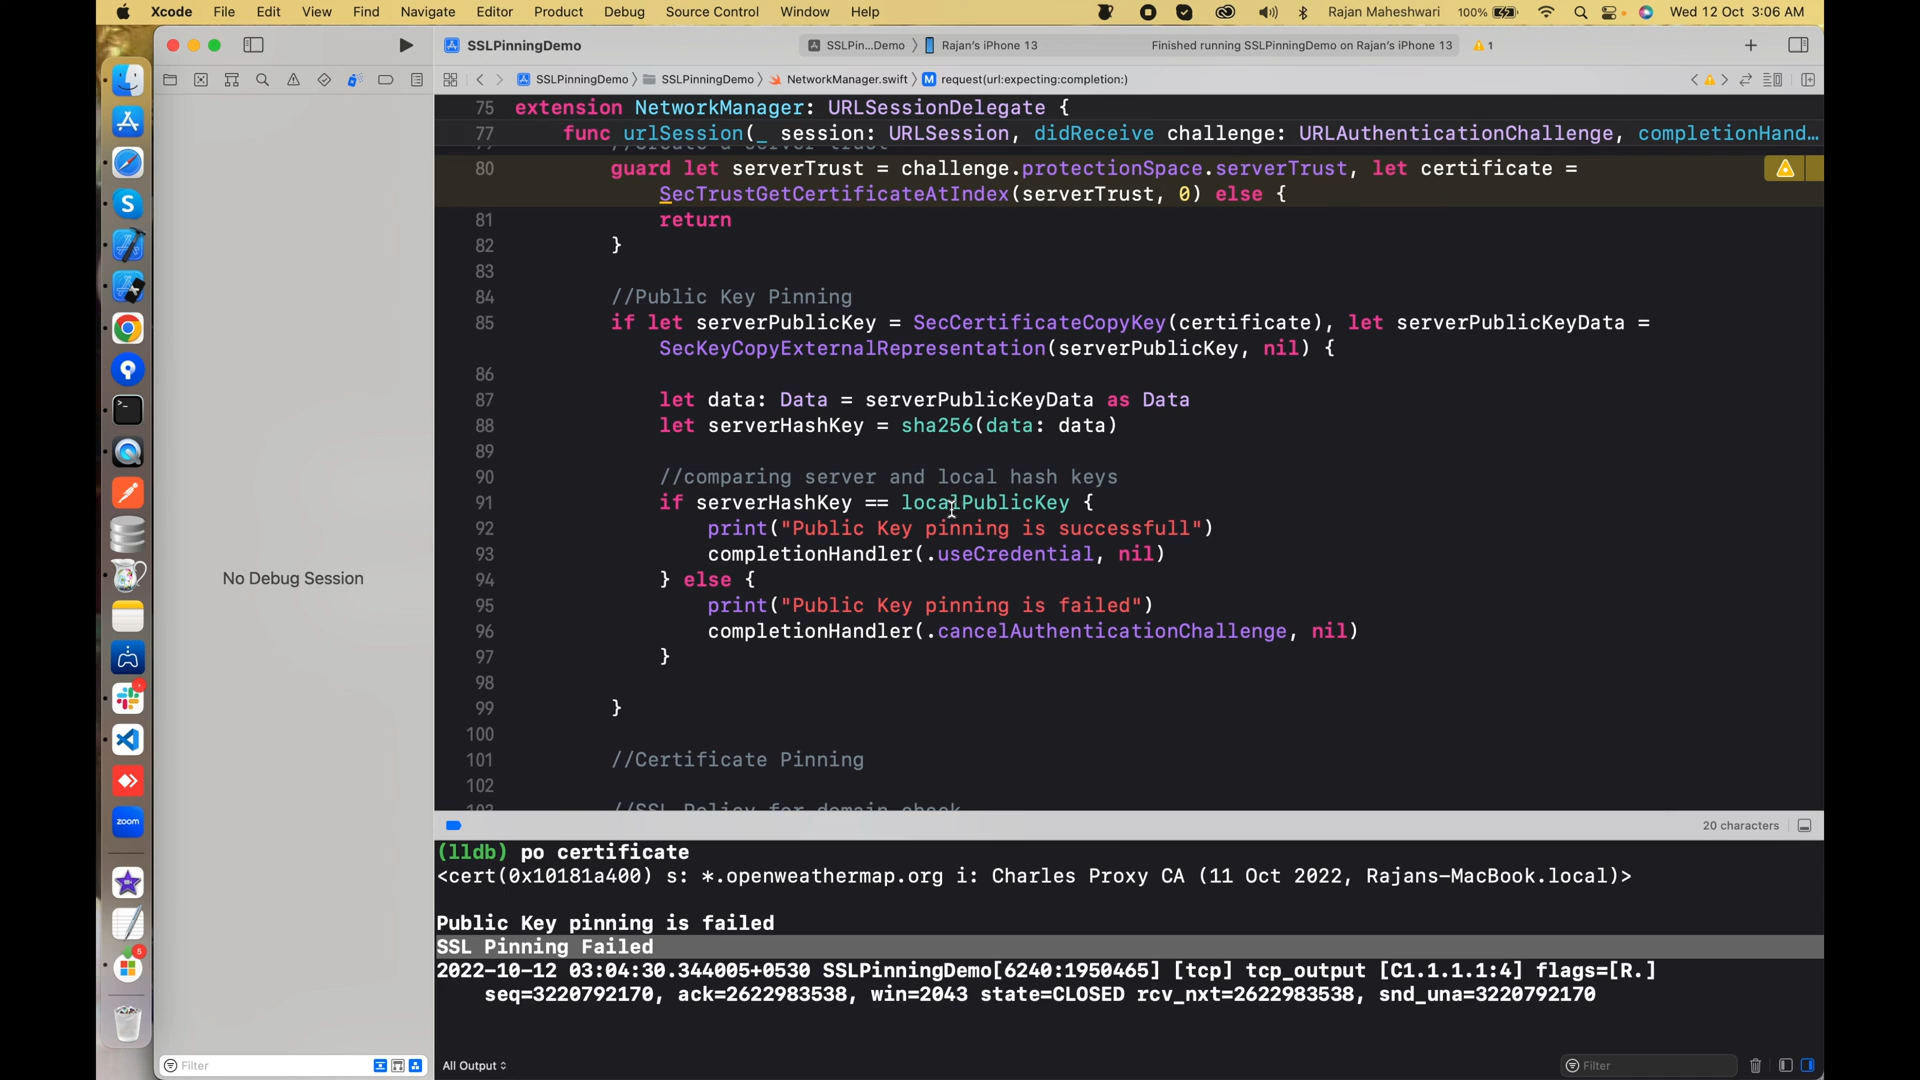 Xcode File Edit View Find Navigate Editor Product Debug Source Control Window Help Rajan Maheshwari 100% Wed 12 Oct 3:06 AM
SSLPinningDemo SSLPin...Demo Rajan's iPhone 13 Finished running SSLPinningDemo on Rajan's iPhone 13 1
SSLPinningDemo SSLPinningDemo NetworkManager.swift M request(url:expecting:completion:)
75 extension NetworkManager: URLSessionDelegate {
77 func urlSession(_ session: URLSession, didReceive challenge: URLAuthenticationChallenge, completionHand…
80 guard let serverTrust = challenge.protectionSpace.serverTrust, let certificate =
SecTrustGetCertificateAtIndex(serverTrust, 0) else {
81 return
82 }
83
84 //Public Key Pinning
85 if let serverPublicKey = SecCertificateCopyKey(certificate), let serverPublicKeyData =
SecKeyCopyExternalRepresentation(serverPublicKey, nil) {
86
87 let data: Data = serverPublicKeyData as Data
88 let serverHashKey = sha256(data: data)
89
90 //comparing server and local hash keys
91 if serverHashKey == localPublicKey {
92 print("Public Key pinning is successfull")
93 completionHandler(.useCredential, nil)
94 } else {
95 print("Public Key pinning is failed")
96 completionHandler(.cancelAuthenticationChallenge, nil)
97 }
98
No Debug Session
99 }
100
101 //Certificate Pinning
102
//SSL Policy for domain check
zoom
20 characters
(lldb) po certificate
<cert(0x10181a400) s: *.openweathermap.org i: Charles Proxy CA (11 Oct 2022, Rajans-MacBook.local)>
Public Key pinning is failed
SSL Pinning Failed
2022-10-12 03:04:30.344005+0530 SSLPinningDemo[6240:1950465] [tcp] tcp_output [C1.1.1.1:4] flags=[R.]
seq=3220792170, ack=2622983538, win=2043 state=CLOSED rcv_nxt=2622983538, snd_una=3220792170
Filter All Output Filter